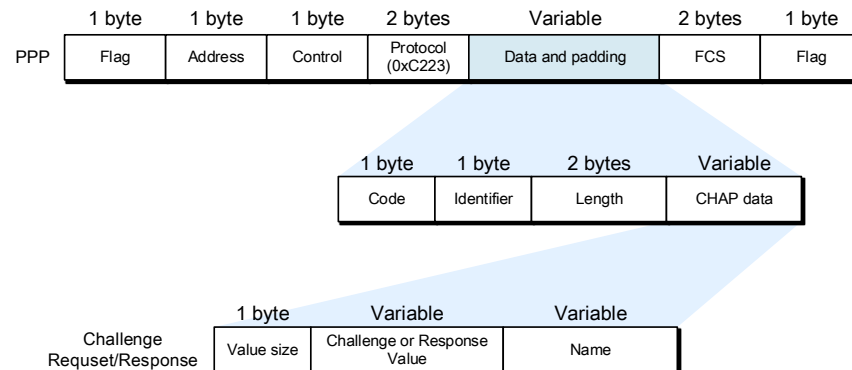 1 byte 1 byte 1 byte 2 bytes Variable 2 bytes 1 byte
PPP Flag Address Control Protocol (0xC223) Data and padding FCS Flag
1 byte 1 byte 2 bytes Variable
Code Identifier Length CHAP data
1 byte Variable Variable
Challenge
Requset/Response
Value size
Challenge or Response
Value
Name